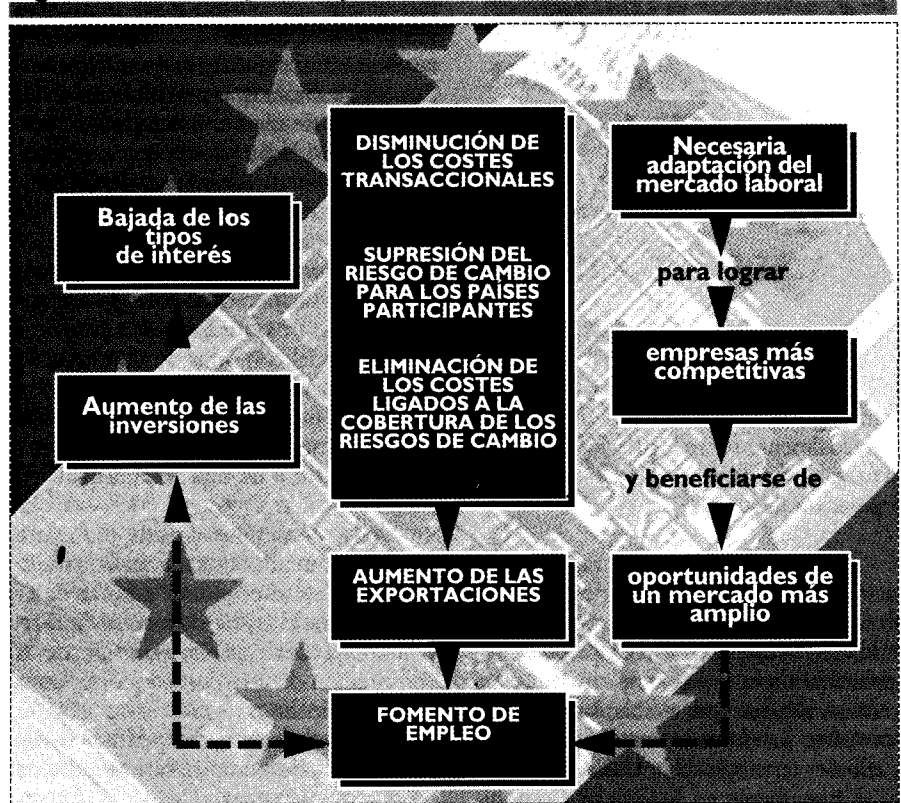 Bajada de los
tipos
de interés
Aumento de las
inversiones
DISMINUCIÓN DE
LOS COSTES
TRANSACCIONALES
SUPRESIÓN DEL
RIESGO DE CAMBIO
PARA LOS PAÍSES
PARTICIPANTES
ELIMINACIÓN DE
LOS COSTES
LIGADOS A LA
COBERTURA DE LOS
RIESGOS DE CAMBIO
AUMENTO DE LAS
EXPORTACIONES
FOMENTO DE
EMPLEO
Necesaria
adaptación del
mercado laboral
para lograr
empresas más
competitivas
y beneficiarse de
oportunidades de
un mercado más
amplio